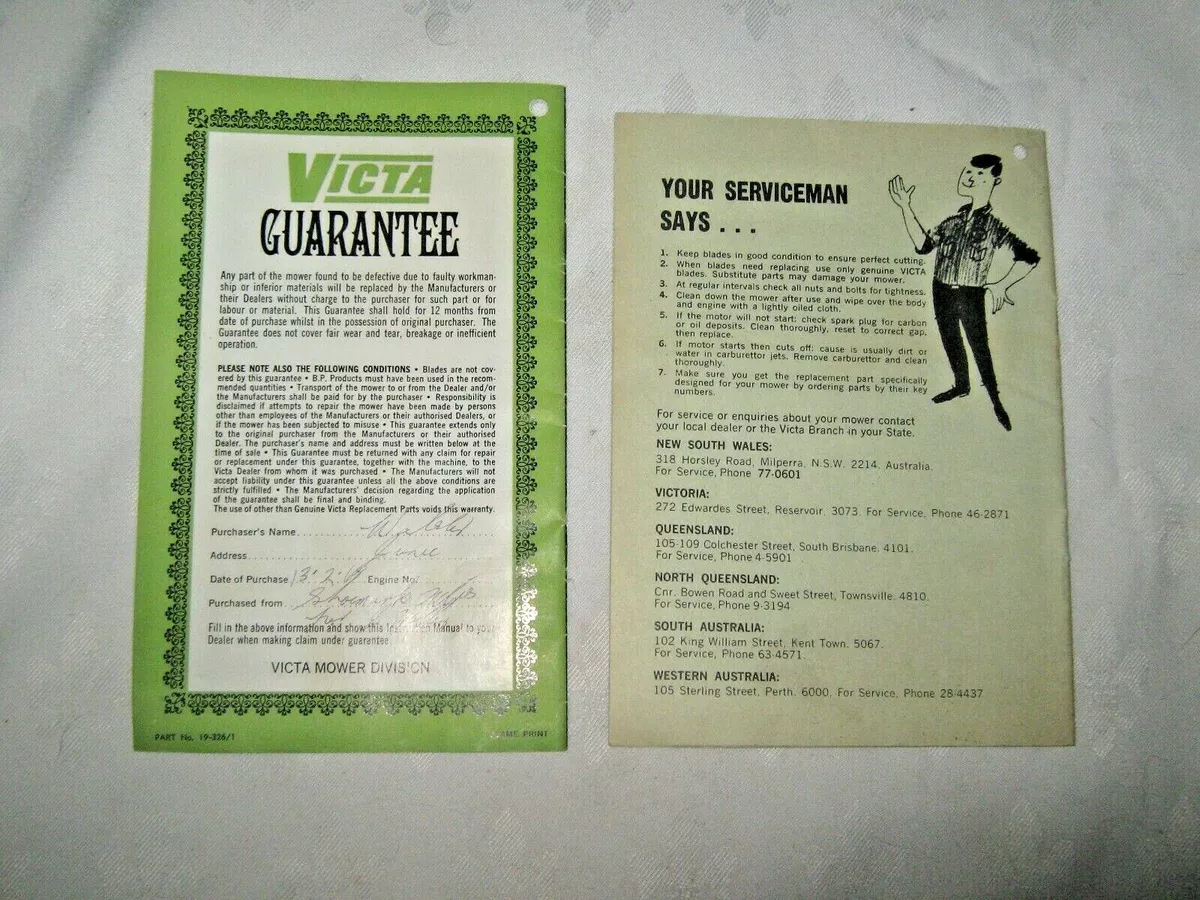 VICTA
GUARANTEE
Any part of the mower found to be defective due to faulty workman-
ship or inferior materials will be replaced by the Manufacturers or
their Dealers without charge to the purchaser for such part or for
labour or material. This Guarantee shall hold for 12 months from
date of purchase whilst in the possession of original purchaser. The
Guarantee does not cover fair wear and tear, breakage or inefficient
operation.
PLEASE NOTE ALSO THE FOLLOWING CONDITIONS • Blades are not cov-
ered by this guarantee • B.P. Products must have been used in the recom-
mended quantities • Transport of the mower to or from the Dealer and/or
the Manufacturers shall be paid for by the purchaser • Responsibility is
disclaimed if attempts to repair the mower have been made by persons
other than employees of the Manufacturers or their authorised Dealers, or
if the mower has been subjected to misuse • This guarantee extends only
to the original purchaser from the Manufacturers or their Authorised
Dealer. The purchaser's name and address must be written below at the
time of sale • This Guarantee must be returned with any claim for repair
or replacement under this guarantee, together with the machine, to the
Victa Dealer from whom it was purchased • The Manufacturers will not
accept liability under this guarantee unless all the above conditions are
strictly fulfilled • The Manufacturers' decision regarding the application
of the guarantee shall be final and binding.
The use of other than Genuine Victa Replacement Parts voids this warranty.
Purchaser's Name
Address Junee
Date of Purchase 13.2. Engine No.
Purchased from
Fill in the above information and show this Instruction Manual to your
Dealer when making claim under guarantee
VICTA MOWER DIVISION
PART No. 19-326/1
PRINT
YOUR SERVICEMAN
SAYS . . .
1. Keep blades in good condition to ensure perfect cutting.
2. When blades need replacing use only genuine VICTA
blades. Substitute parts may damage your mower.
3. At regular intervals check all nuts and bolts for tightness.
4. Clean down the mower after use and wipe over the body
and engine with a lightly oiled cloth.
5. If the motor will not start: check spark plug for carbon
or oil deposits. Clean thoroughly, reset to correct gap,
then replace.
6. If motor starts then cuts off: cause is usually dirt or
water in carburettor jets. Remove carburettor and clean
thoroughly.
7. Make sure you get the replacement part specifically
designed for your mower by ordering parts by their key
numbers.
For service or enquiries about your mower contact
your local dealer or the Victa Branch in your State.
NEW SOUTH WALES:
318 Horsley Road, Milperra, N.S.W. 2214. Australia.
For Service, Phone 77-0601
VICTORIA:
272 Edwardes Street, Reservoir. 3073. For Service, Phone 46-2871
QUEENSLAND:
105-109 Colchester Street, South Brisbane. 4101.
For Service, Phone 4-5901
NORTH QUEENSLAND:
Cnr. Bowen Road and Sweet Street, Townsville. 4810.
For Service, Phone 9-3194
SOUTH AUSTRALIA:
102 King William Street, Kent Town. 5067.
For Service, Phone 63-4571.
WESTERN AUSTRALIA:
105 Sterling Street, Perth. 6000. For Service, Phone 28-4437